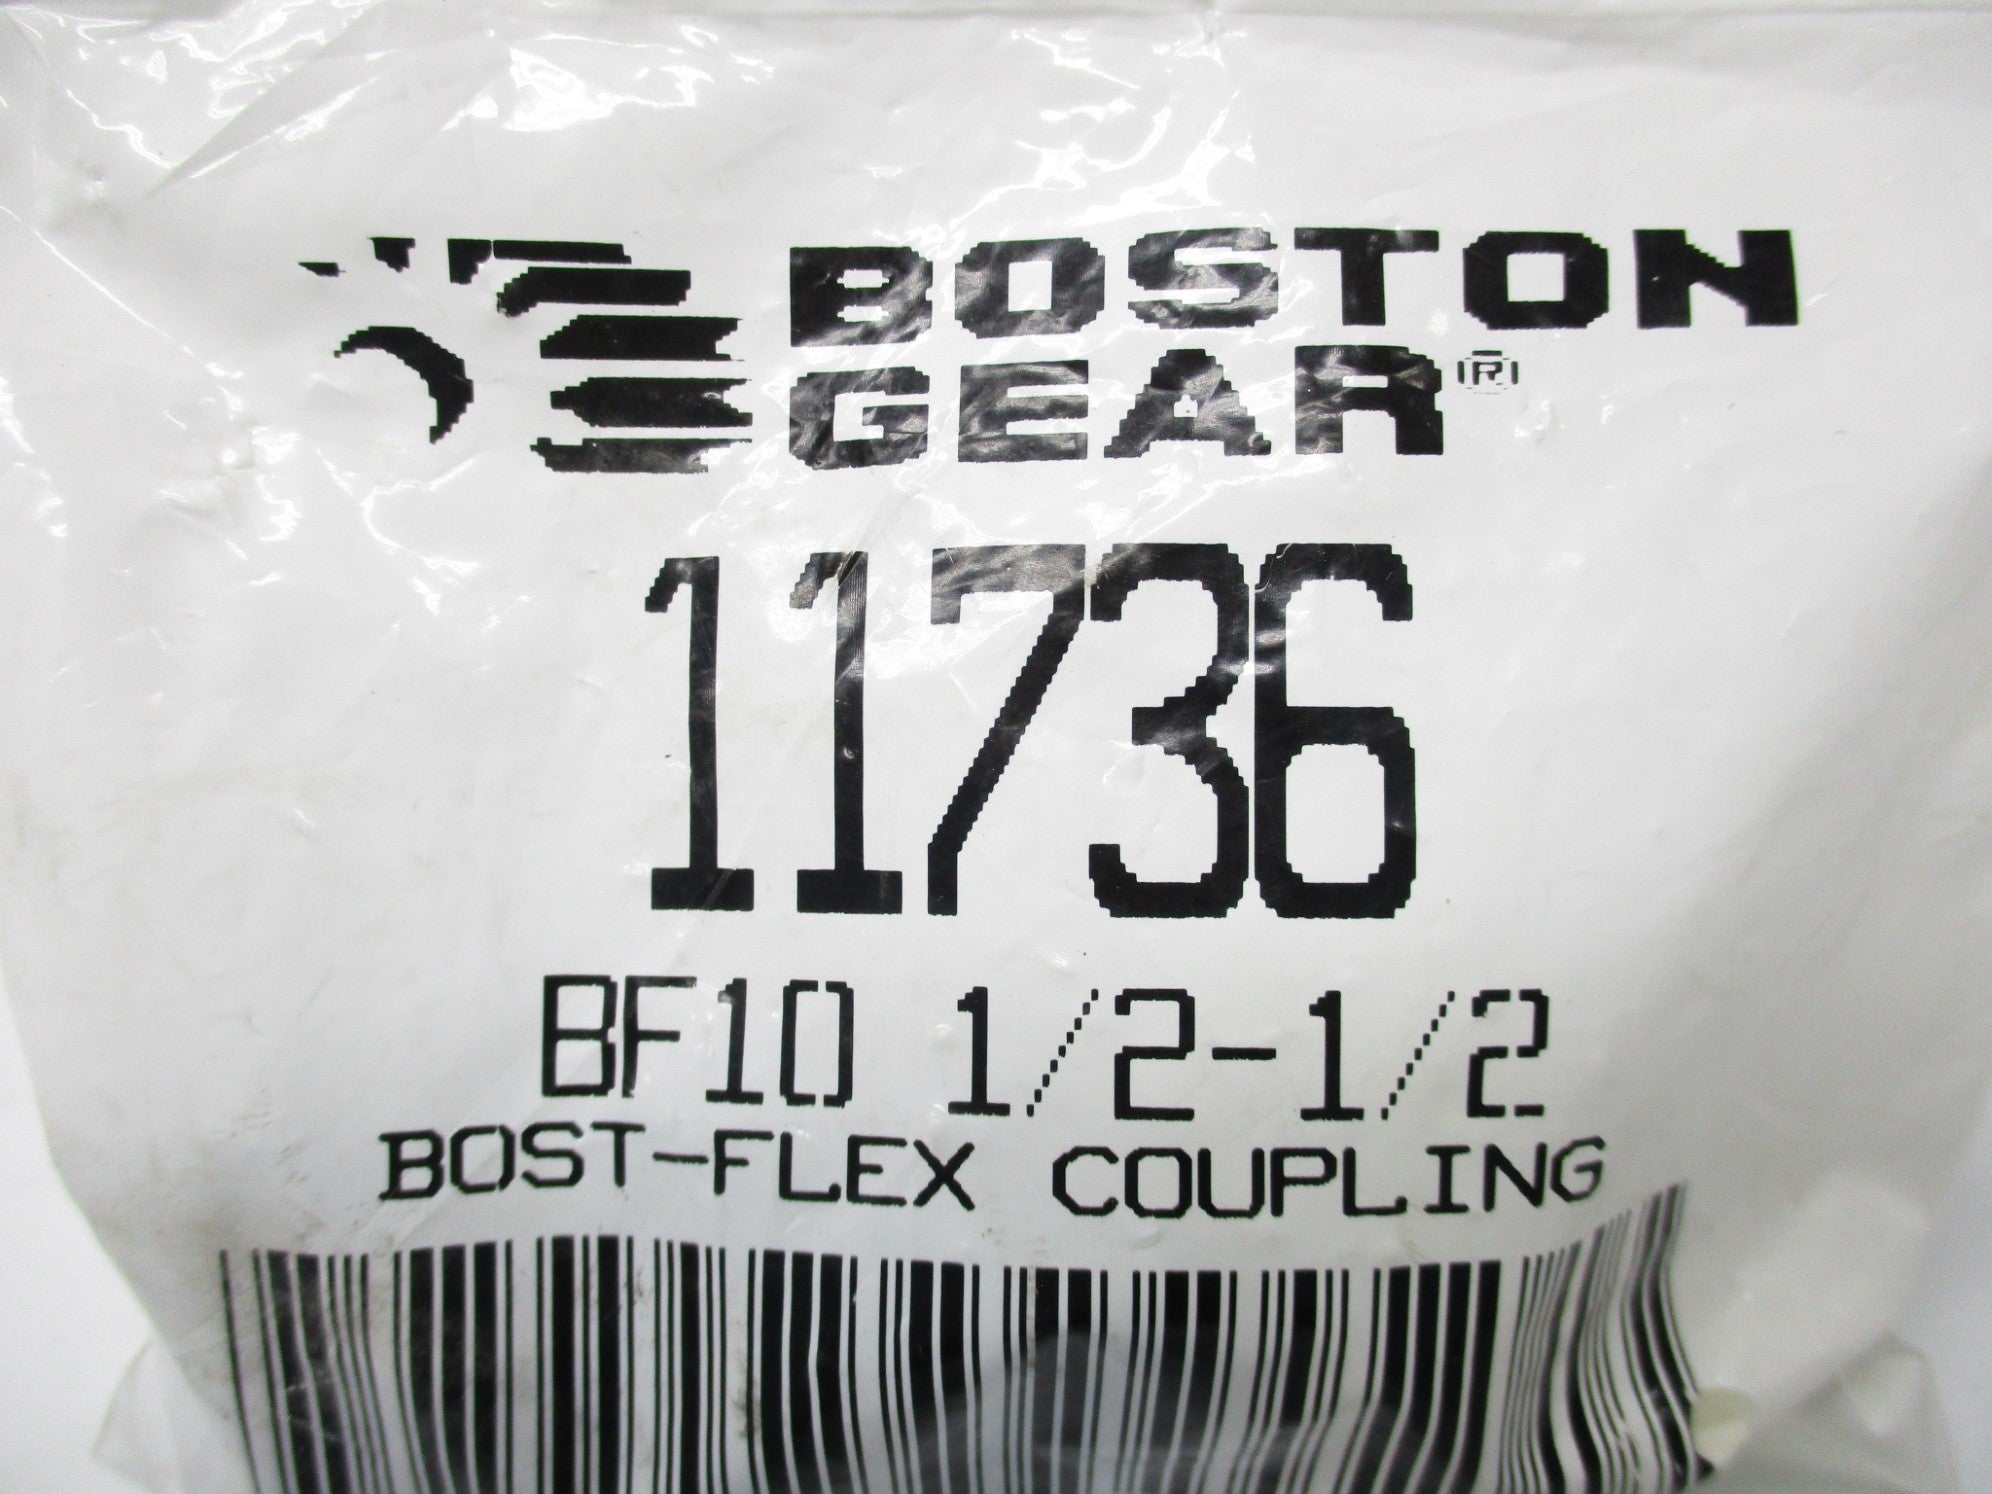 BOSTON
GEAR®
11736
BF10 1/2-1/2
BOST-FLEX COUPLING